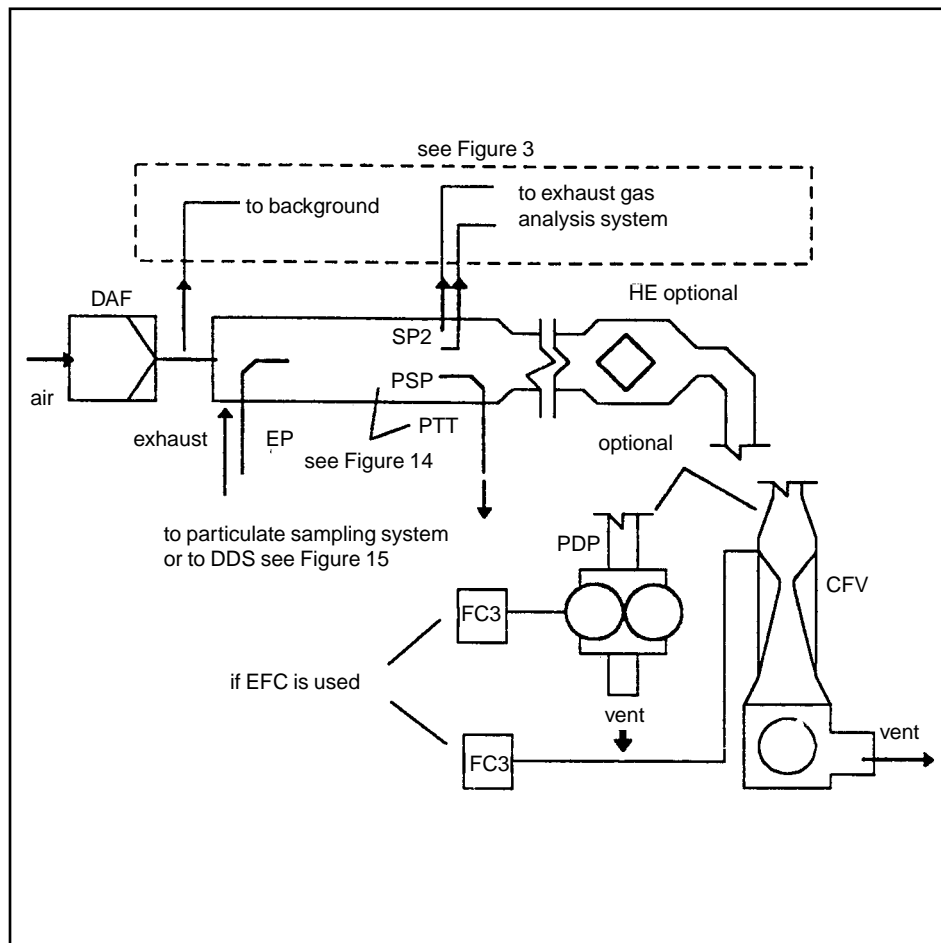 see Figure 3
to background
to exhaust gas
analysis system
DAF
HE optional
SP2
PSP
air
exhaust
EP
PTT
see Figure 14
optional
to particulate sampling system
or to DDS see Figure 15
PDP
CFV
FC3
if EFC is used
vent
vent
FC3